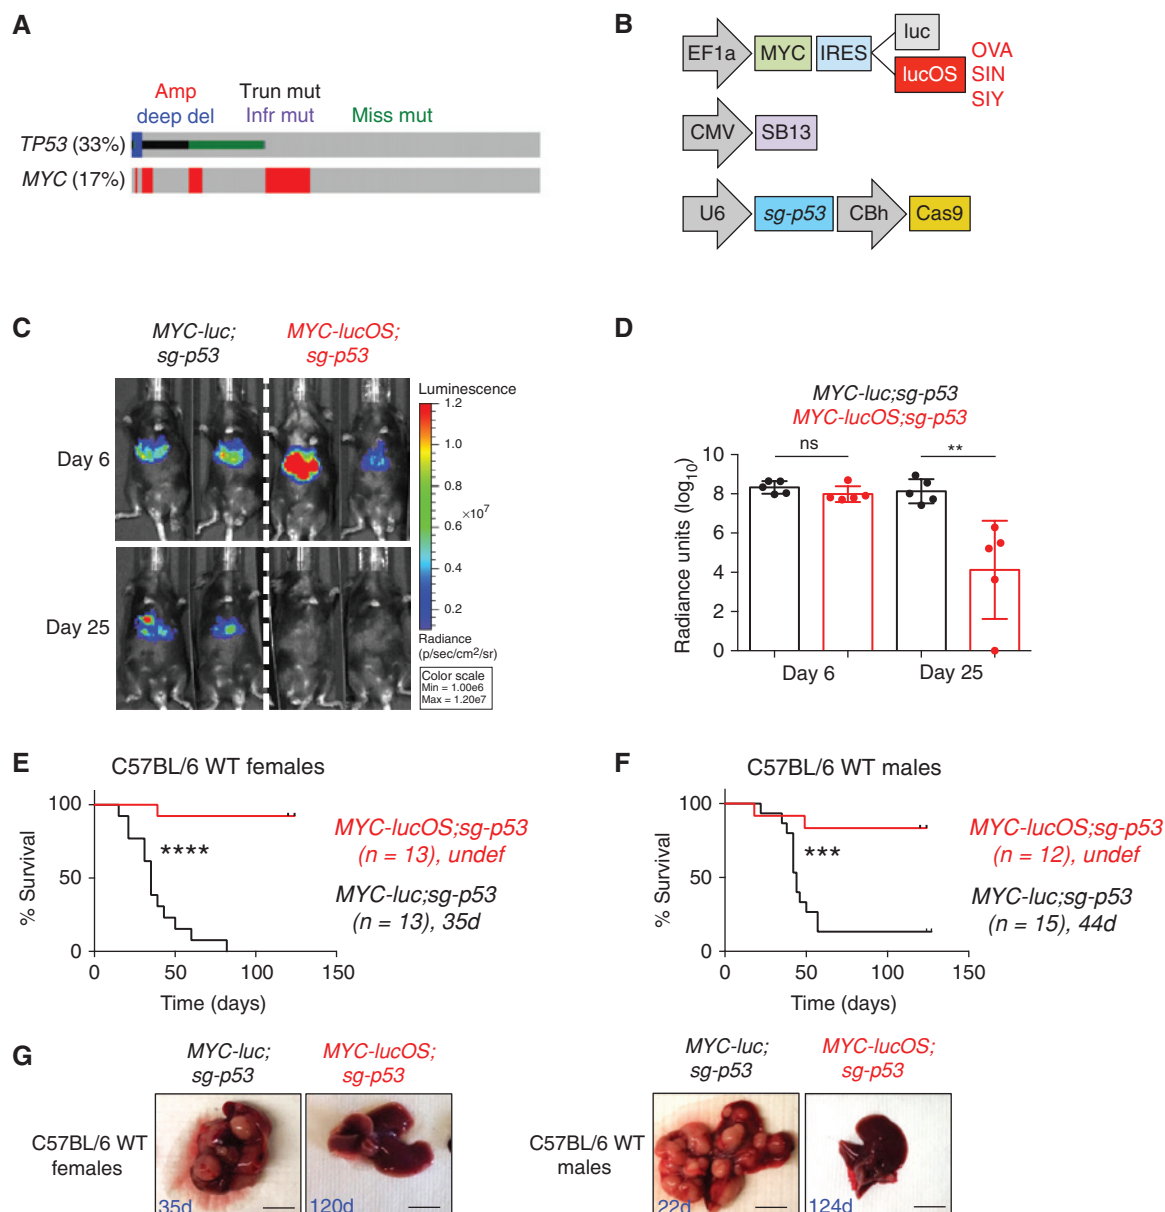 A
Amp
Trun mut
deep del
Infr mut
Miss mut
TP53 (33%)
MYC (17%)
B
EF1a
MYC
IRES
luc
lucOS
OVA
SIN
SIY
CMV
SB13
U6
sg-p53
CBh
Cas9
C
MYC-luc;
sg-p53
MYC-lucOS;
sg-p53
Day 6
Day 25
Luminescence
1.2
1.0
0.8
×10⁷
0.6
0.4
0.2
Radiance
(p/sec/cm²/sr)
Color scale
Min = 1.00e6
Max = 1.20e7
D
MYC-luc;sg-p53
MYC-lucOS;sg-p53
ns
**
Radiance units (log₁₀)
10
8
6
4
2
0
Day 6
Day 25
E
C57BL/6 WT females
% Survival
100
50
0
****
MYC-lucOS;sg-p53
(n = 13), undef
MYC-luc;sg-p53
(n = 13), 35d
0
50
100
150
Time (days)
F
C57BL/6 WT males
% Survival
100
50
0
***
MYC-lucOS;sg-p53
(n = 12), undef
MYC-luc;sg-p53
(n = 15), 44d
0
50
100
150
Time (days)
G
MYC-luc;
sg-p53
MYC-lucOS;
sg-p53
C57BL/6 WT
females
35d
120d
MYC-luc;
sg-p53
MYC-lucOS;
sg-p53
C57BL/6 WT
males
22d
124d